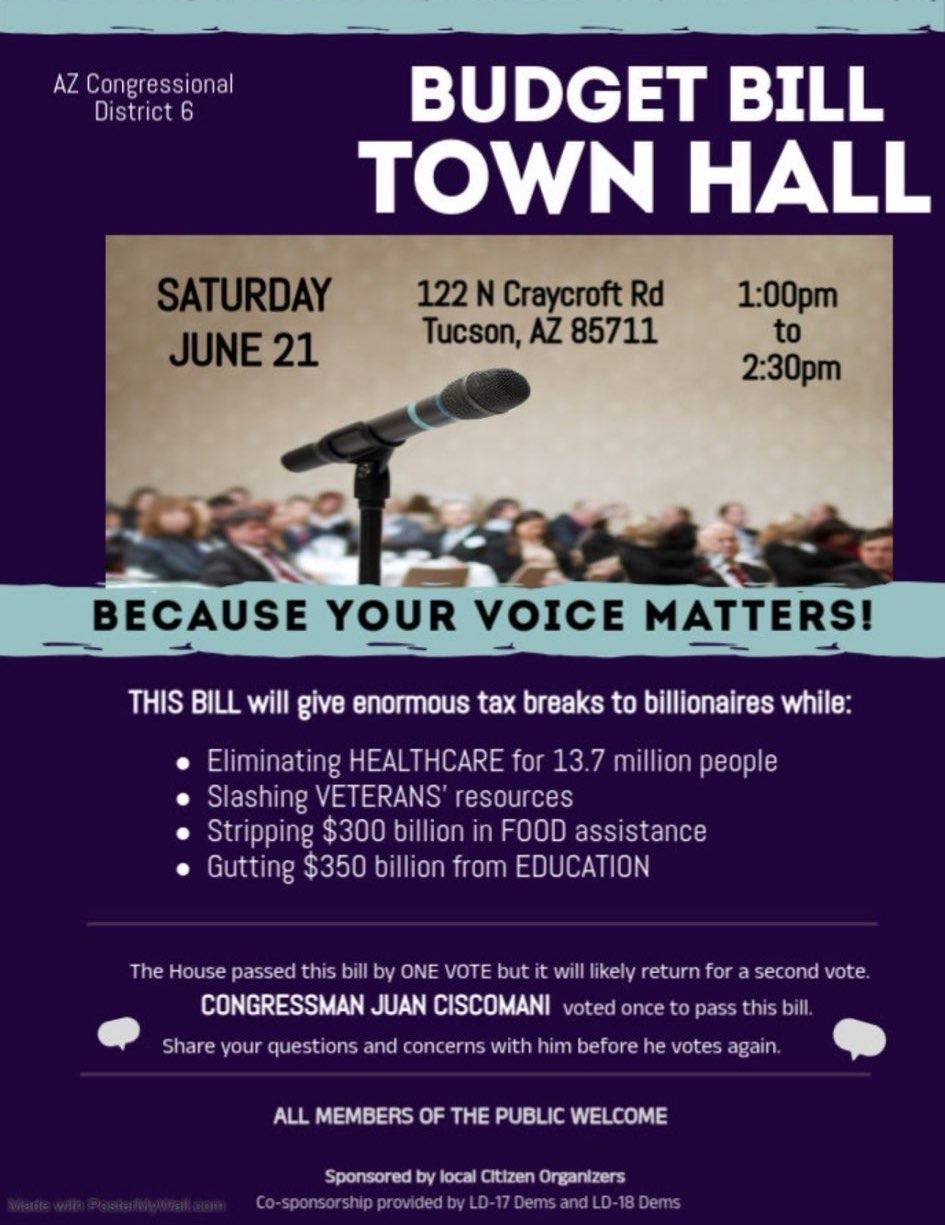 AZ Congressional
District 6
BUDGET BILL
TOWN HALL
SATURDAY
JUNE 21
122 N Craycroft Rd
Tucson, AZ 85711
1:00pm
to
2:30pm
BECAUSE YOUR VOICE MATTERS!
THIS BILL will give enormous tax breaks to billionaires while:
● Eliminating HEALTHCARE for 13.7 million people
● Slashing VETERANS' resources
● Stripping $300 billion in FOOD assistance
● Gutting $350 billion from EDUCATION
The House passed this bill by ONE VOTE but it will likely return for a second vote.
CONGRESSMAN JUAN CISCOMANI voted once to pass this bill.
Share your questions and concerns with him before he votes again.
ALL MEMBERS OF THE PUBLIC WELCOME
Sponsored by local Citizen Organizers
Co-sponsorship provided by LD-17 Dems and LD-18 Dems
Made with PosterMyWall.com